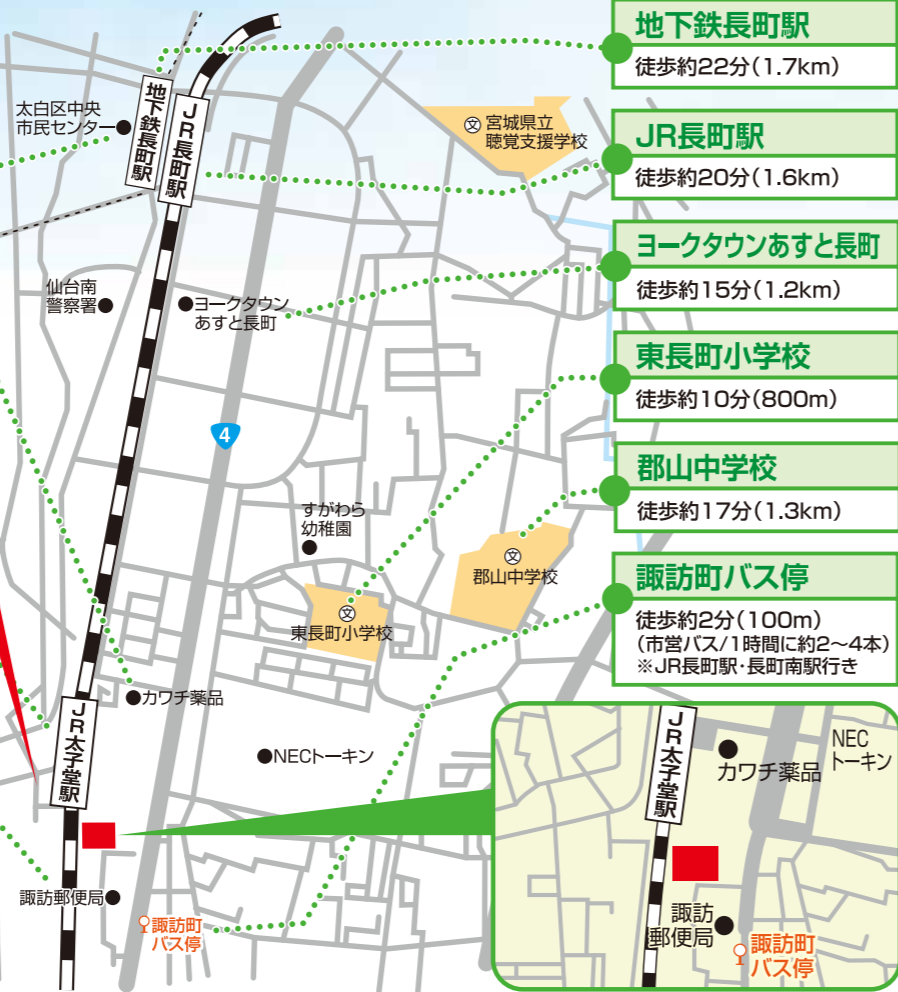 地下鉄長町駅
徒歩約22分(1.7km)
JR長町駅
徒歩約20分(1.6km)
ヨークタウンあすと長町
徒歩約15分(1.2km)
東長町小学校
徒歩約10分(800m)
郡山中学校
徒歩約17分(1.3km)
諏訪町バス停
徒歩約2分(100m)
(市営バス/1時間に約2〜4本)
※JR長町駅・長町南駅行き
太白区中央
市民センター
地下鉄長町駅
JR長町駅
文 宮城県立
聴覚支援学校
仙台南
警察署
ヨークタウン
あすと長町
4
すがわら
幼稚園
文
郡山中学校
文
東長町小学校
カワチ薬品
JR太子堂駅
NECトーキン
諏訪郵便局
諏訪町
バス停
JR太子堂駅
カワチ薬品
NEC
トーキン
諏訪
郵便局
諏訪町
バス停